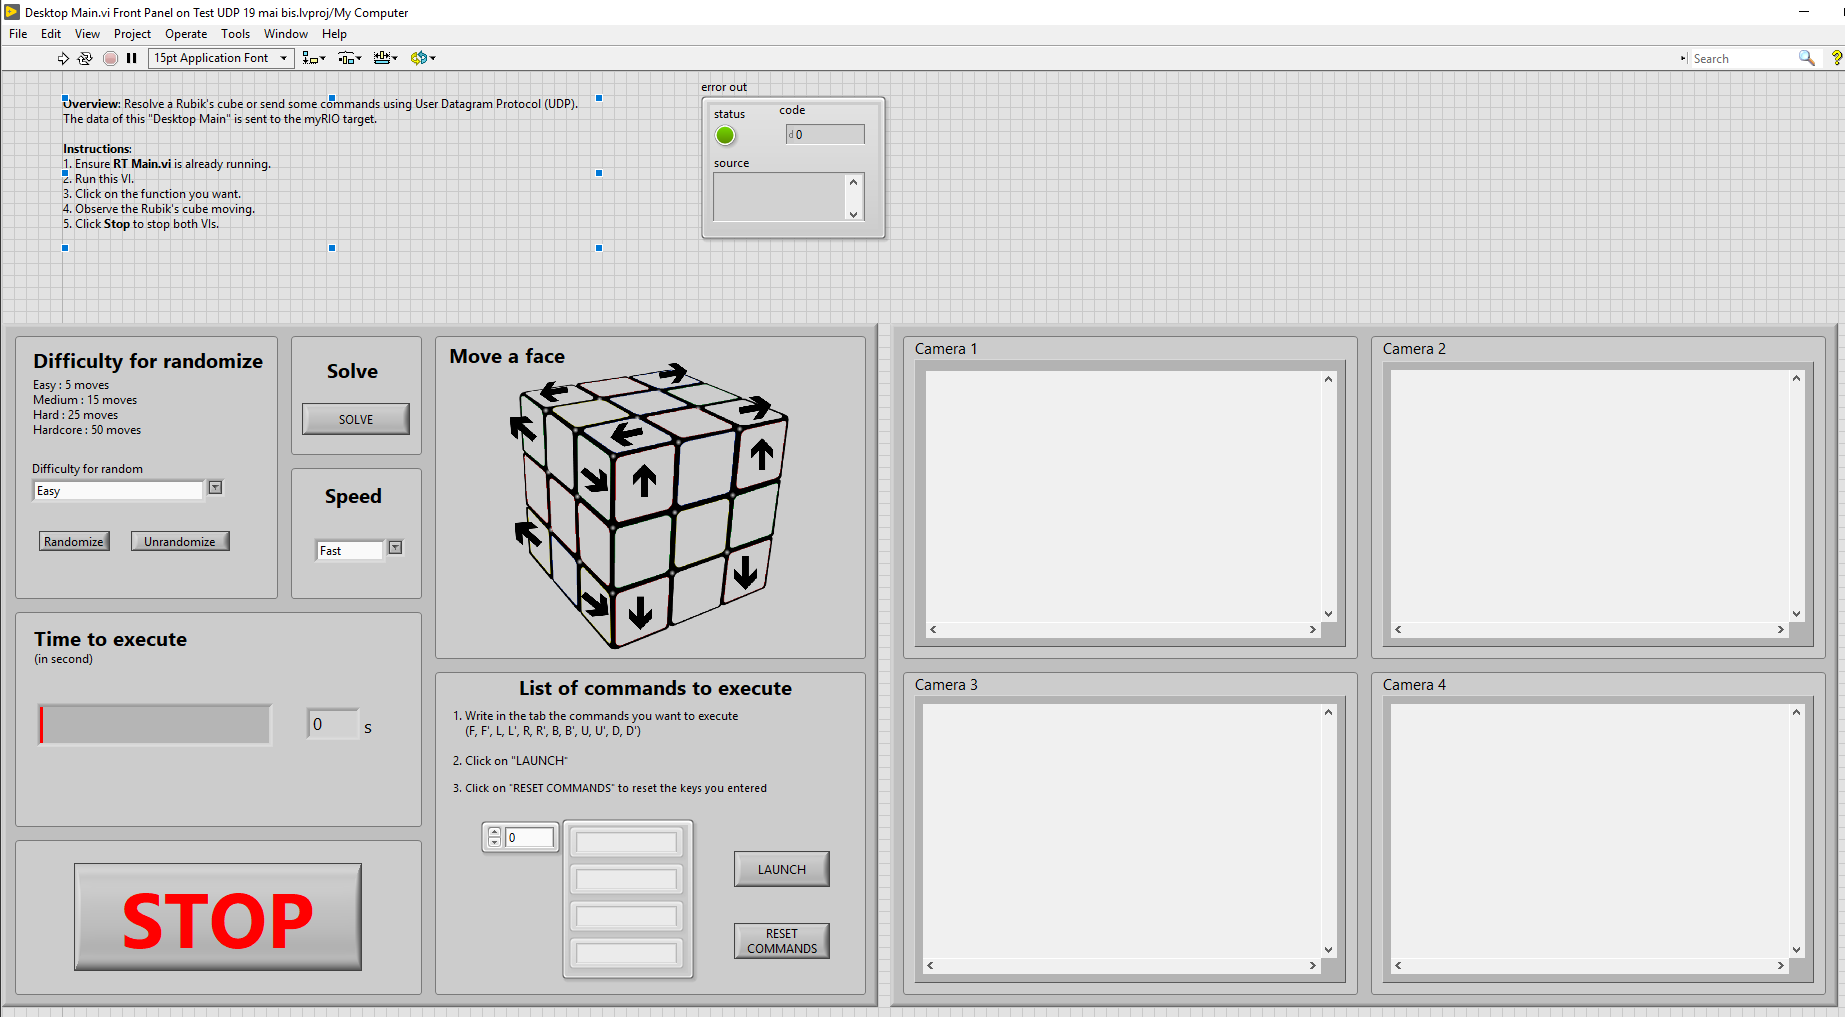 Desktop Main.vi Front Panel on Test UDP 19 mai bis.lvproj/My Computer
File Edit View Project Operate Tools Window Help
15pt Application Font
Search
?
Overview: Resolve a Rubik's cube or send some commands using User Datagram Protocol (UDP).
The data of this "Desktop Main" is sent to the myRIO target.
Instructions:
1. Ensure RT Main.vi is already running.
2. Run this VI.
3. Click on the function you want.
4. Observe the Rubik's cube moving.
5. Click Stop to stop both VIs.
error out
status
code
d 0
source
Difficulty for randomize
Easy : 5 moves
Medium : 15 moves
Hard : 25 moves
Hardcore : 50 moves
Difficulty for random
Easy
Randomize
Unrandomize
Solve
SOLVE
Speed
Fast
Move a face
Time to execute
(in second)
0
s
STOP
List of commands to execute
1. Write in the tab the commands you want to execute
(F, F', L, L', R, R', B, B', U, U', D, D')
2. Click on "LAUNCH"
3. Click on "RESET COMMANDS" to reset the keys you entered
0
LAUNCH
RESET
COMMANDS
Camera 1
Camera 2
Camera 3
Camera 4